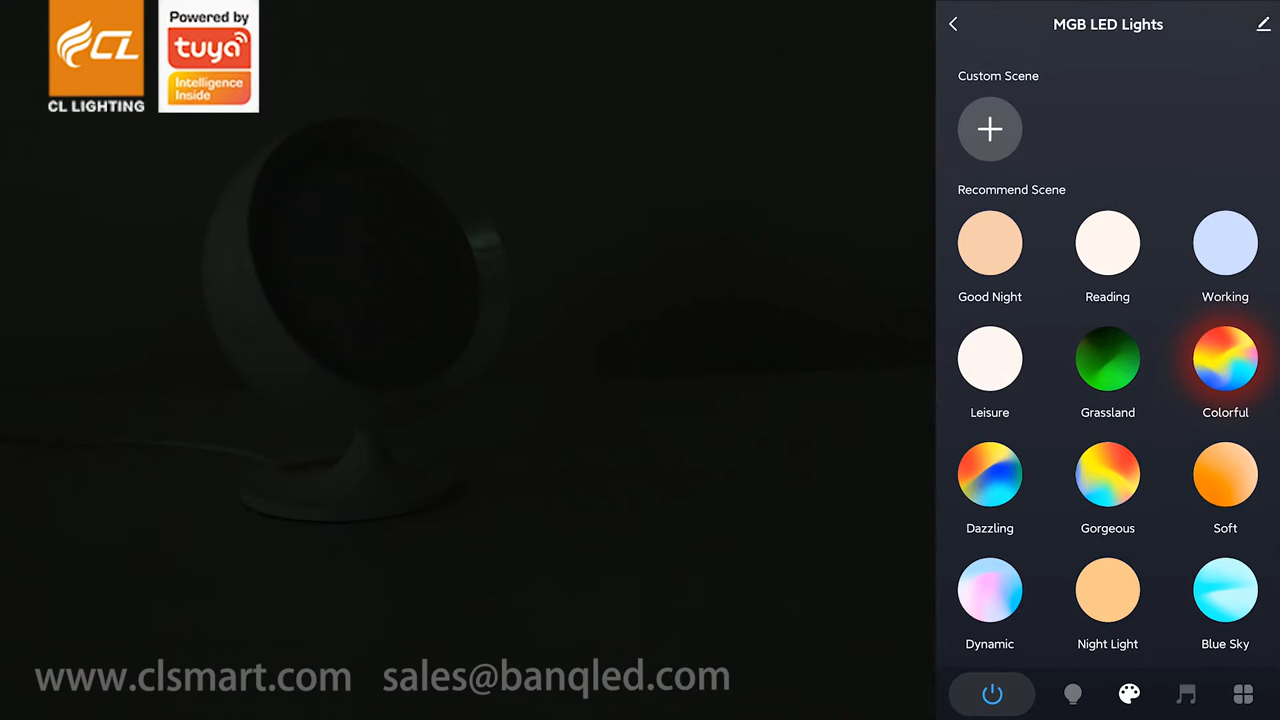 CL
CL LIGHTING
Powered by
tuya
Intelligence
Inside
MGB LED Lights
Custom Scene
Recommend Scene
Good Night
Reading
Working
Leisure
Grassland
Colorful
Dazzling
Gorgeous
Soft
Dynamic
Night Light
Blue Sky
www.clsmart.com
sales@banqled.com